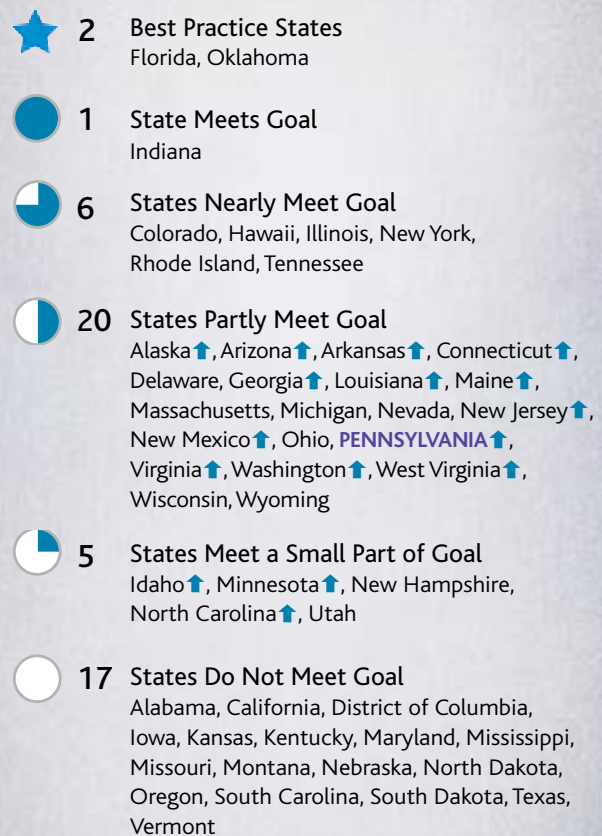 2 Best Practice States
Florida, Oklahoma
1 State Meets Goal
Indiana
6 States Nearly Meet Goal
Colorado, Hawaii, Illinois, New York,
Rhode Island, Tennessee
20 States Partly Meet Goal
Alaska⬆, Arizona⬆, Arkansas⬆, Connecticut⬆,
Delaware, Georgia⬆, Louisiana⬆, Maine⬆,
Massachusetts, Michigan, Nevada, New Jersey⬆,
New Mexico⬆, Ohio, PENNSYLVANIA⬆,
Virginia⬆, Washington⬆, West Virginia⬆,
Wisconsin, Wyoming
5 States Meet a Small Part of Goal
Idaho⬆, Minnesota⬆, New Hampshire,
North Carolina⬆, Utah
17 States Do Not Meet Goal
Alabama, California, District of Columbia,
Iowa, Kansas, Kentucky, Maryland, Mississippi,
Missouri, Montana, Nebraska, North Dakota,
Oregon, South Carolina, South Dakota, Texas,
Vermont